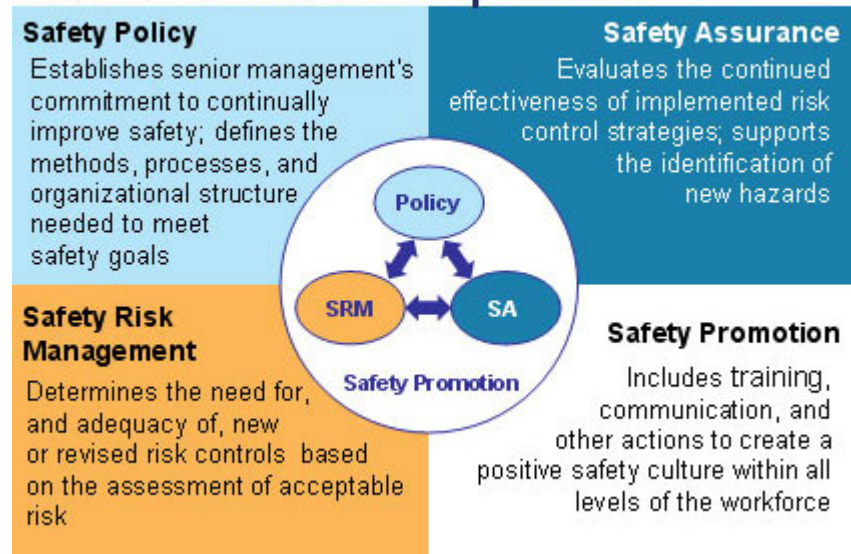 Safety Policy
Establishes senior management's
commitment to continually
improve safety; defines the
methods, processes, and
organizational structure
needed to meet
safety goals
Safety Assurance
Evaluates the continued
effectiveness of implemented risk
control strategies; supports
the identification of
new hazards
Policy
SRM
SA
Safety Promotion
Safety Risk
Management
Determines the need for,
and adequacy of, new
or revised risk controls based
on the assessment of acceptable
risk
Safety Promotion
Includes training,
communication, and
other actions to create a
positive safety culture within all
levels of the workforce